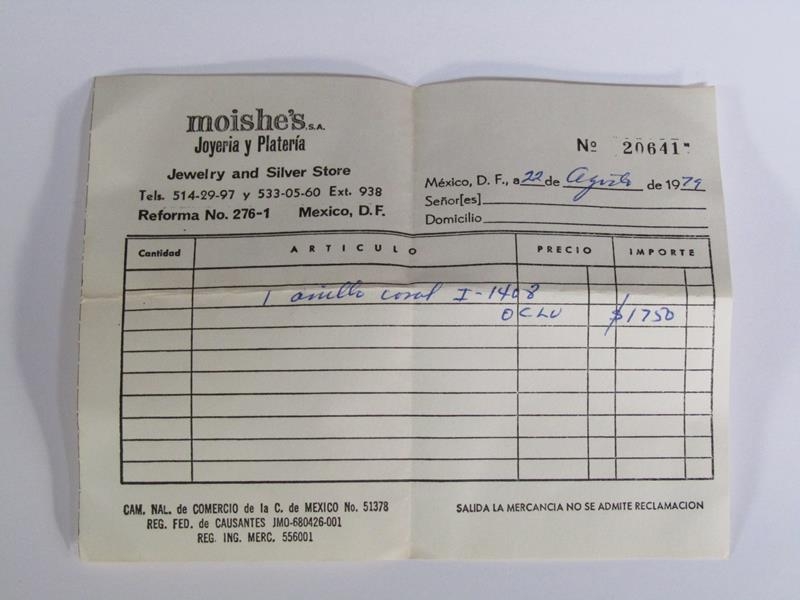 moishe's S.A.
Joyeria y Platería
Jewelry and Silver Store
Tels. 514-29-97 y 533-05-60 Ext. 938
Reforma No. 276-1 Mexico, D.F.
Nº 20641
México, D. F., a 22 de Agosto de 1979
Señor[es]
Domicilio
Cantidad ARTICULO PRECIO IMPORTE
1 anillo coral I-1408
OCLU $1750
CAM. NAL. de COMERCIO de la C. de MEXICO No. 51378
REG. FED. de CAUSANTES JMO-680426-001
REG. ING. MERC. 556001
SALIDA LA MERCANCIA NO SE ADMITE RECLAMACION